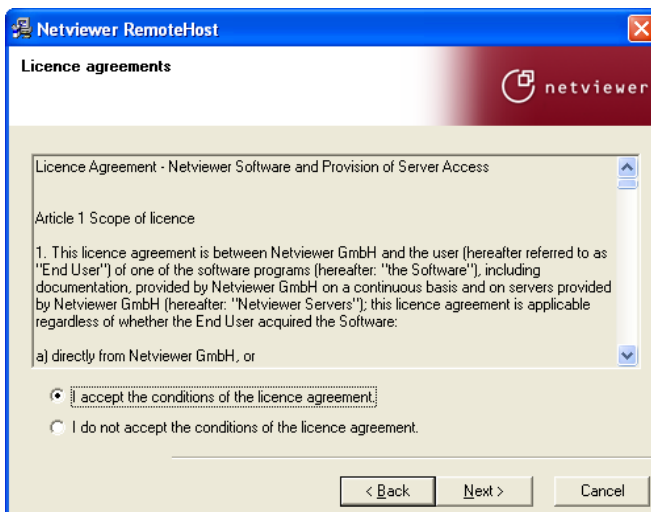 Netviewer RemoteHost
Licence agreements
netviewer
Licence Agreement - Netviewer Software and Provision of Server Access
Article 1 Scope of licence
1. This licence agreement is between Netviewer GmbH and the user (hereafter referred to as
"End User") of one of the software programs (hereafter: "the Software"), including
documentation, provided by Netviewer GmbH on a continuous basis and on servers provided
by Netviewer GmbH (hereafter: "Netviewer Servers"); this licence agreement is applicable
regardless of whether the End User acquired the Software:
a) directly from Netviewer GmbH, or
I accept the conditions of the licence agreement.
I do not accept the conditions of the licence agreement.
< Back Next > Cancel